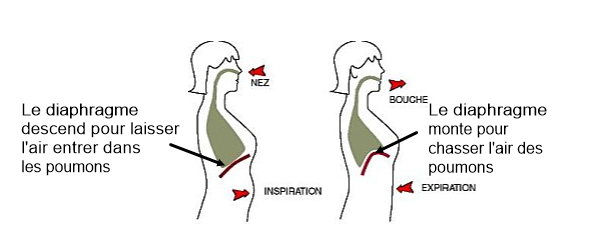 NEZ
Le diaphragme
descend pour laisser
l'air entrer dans
les poumons
INSPIRATION
BOUCHE
Le diaphragme
monte pour
chasser l'air des
poumons
EXPIRATION